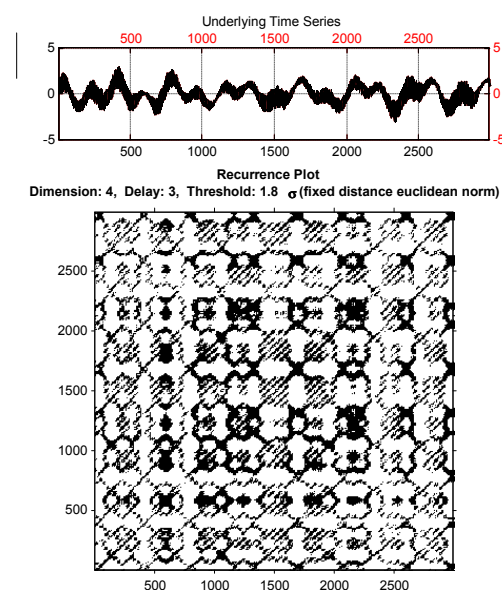 Underlying Time Series
500 1000 1500 2000 2500
5 5
0 0
-5 -5
500 1000 1500 2000 2500
Recurrence Plot
Dimension: 4, Delay: 3, Threshold: 1.8 σ (fixed distance euclidean norm)
2500
2000
1500
1000
500
500 1000 1500 2000 2500